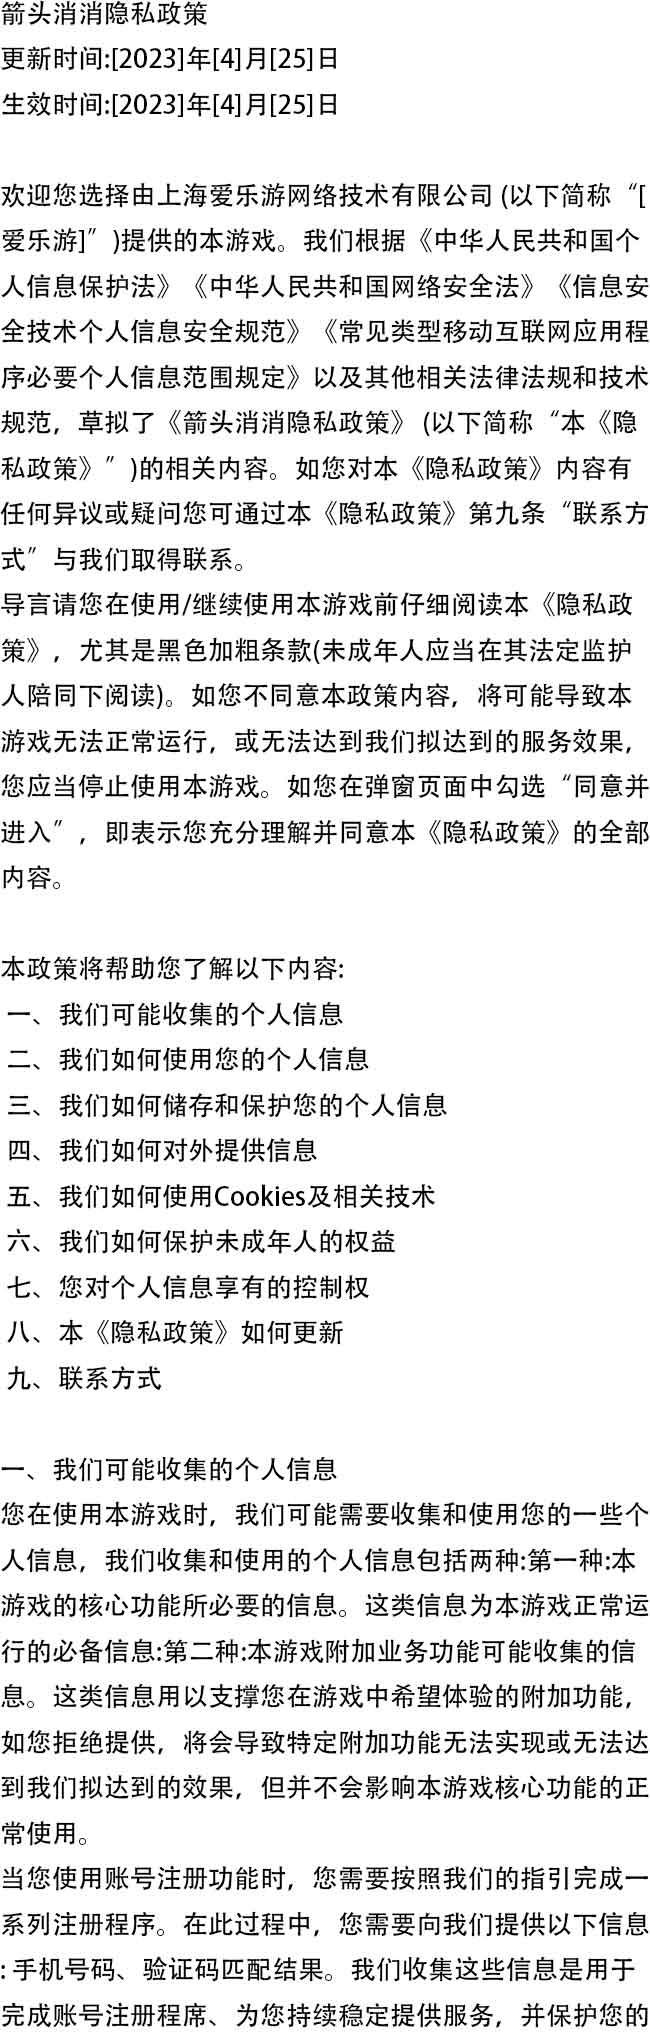 箭头消消隐私政策
更新时间:[2023]年[4]月[25]日
生效时间:[2023]年[4]月[25]日
欢迎您选择由上海爱乐游网络技术有限公司 (以下简称“[
爱乐游]”)提供的本游戏。我们根据《中华人民共和国个
人信息保护法》《中华人民共和国网络安全法》《信息安
全技术个人信息安全规范》《常见类型移动互联网应用程
序必要个人信息范围规定》以及其他相关法律法规和技术
规范，草拟了《箭头消消隐私政策》 (以下简称“本《隐
私政策》”)的相关内容。如您对本《隐私政策》内容有
任何异议或疑问您可通过本《隐私政策》第九条“联系方
式”与我们取得联系。
导言请您在使用/继续使用本游戏前仔细阅读本《隐私政
策》，尤其是黑色加粗条款(未成年人应当在其法定监护
人陪同下阅读)。如您不同意本政策内容，将可能导致本
游戏无法正常运行，或无法达到我们拟达到的服务效果，
您应当停止使用本游戏。如您在弹窗页面中勾选“同意并
进入”，即表示您充分理解并同意本《隐私政策》的全部
内容。
本政策将帮助您了解以下内容:
一、我们可能收集的个人信息
二、我们如何使用您的个人信息
三、我们如何储存和保护您的个人信息
四、我们如何对外提供信息
五、我们如何使用Cookies及相关技术
六、我们如何保护未成年人的权益
七、您对个人信息享有的控制权
八、本《隐私政策》如何更新
九、联系方式
一、我们可能收集的个人信息
您在使用本游戏时，我们可能需要收集和使用您的一些个
人信息，我们收集和使用的个人信息包括两种:第一种:本
游戏的核心功能所必要的信息。这类信息为本游戏正常运
行的必备信息:第二种:本游戏附加业务功能可能收集的信
息。这类信息用以支撑您在游戏中希望体验的附加功能，
如您拒绝提供，将会导致特定附加功能无法实现或无法达
到我们拟达到的效果，但并不会影响本游戏核心功能的正
常使用。
当您使用账号注册功能时，您需要按照我们的指引完成一
系列注册程序。在此过程中，您需要向我们提供以下信息
: 手机号码、验证码匹配结果。我们收集这些信息是用于
完成账号注册程席、为您持续稳定提供服务，并保护您的